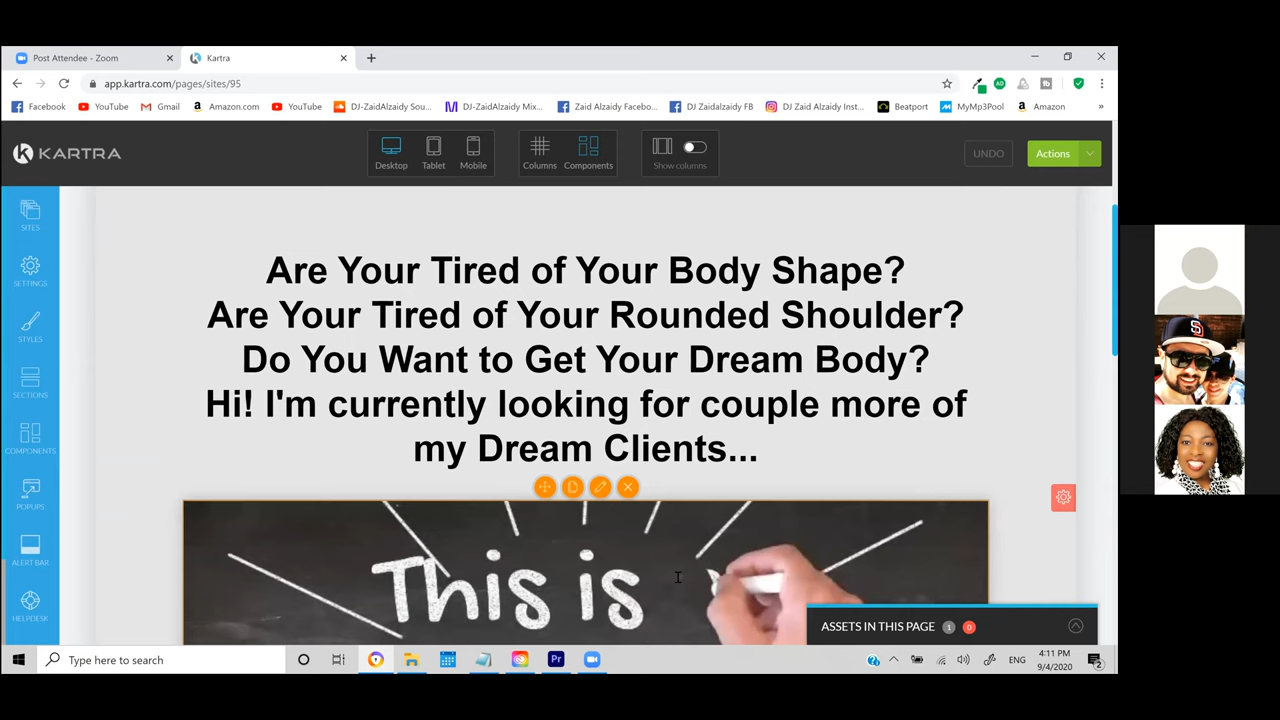 Post Attendee - Zoom
Kartra
app.kartra.com/pages/sites/95
Facebook
YouTube
Gmail
Amazon.com
YouTube
DJ-ZaidAlzaidy Sou...
DJ-ZaidAlzaidy Mix...
Zaid Alzaidy Facebo...
DJ Zaidalzaidy FB
DJ Zaid Alzaidy Inst...
Beatport
MyMp3Pool
Amazon
»
KARTRA
Desktop
Tablet
Mobile
Columns
Components
Show columns
UNDO
Actions
SITES
SETTINGS
STYLES
SECTIONS
COMPONENTS
POPUPS
ALERT BAR
HELPDESK
Are Your Tired of Your Body Shape?
Are Your Tired of Your Rounded Shoulder?
Do You Want to Get Your Dream Body?
Hi! I'm currently looking for couple more of
my Dream Clients...
This is
ASSETS IN THIS PAGE 1 0
Type here to search
Pr
ENG
4:11 PM
9/4/2020
2